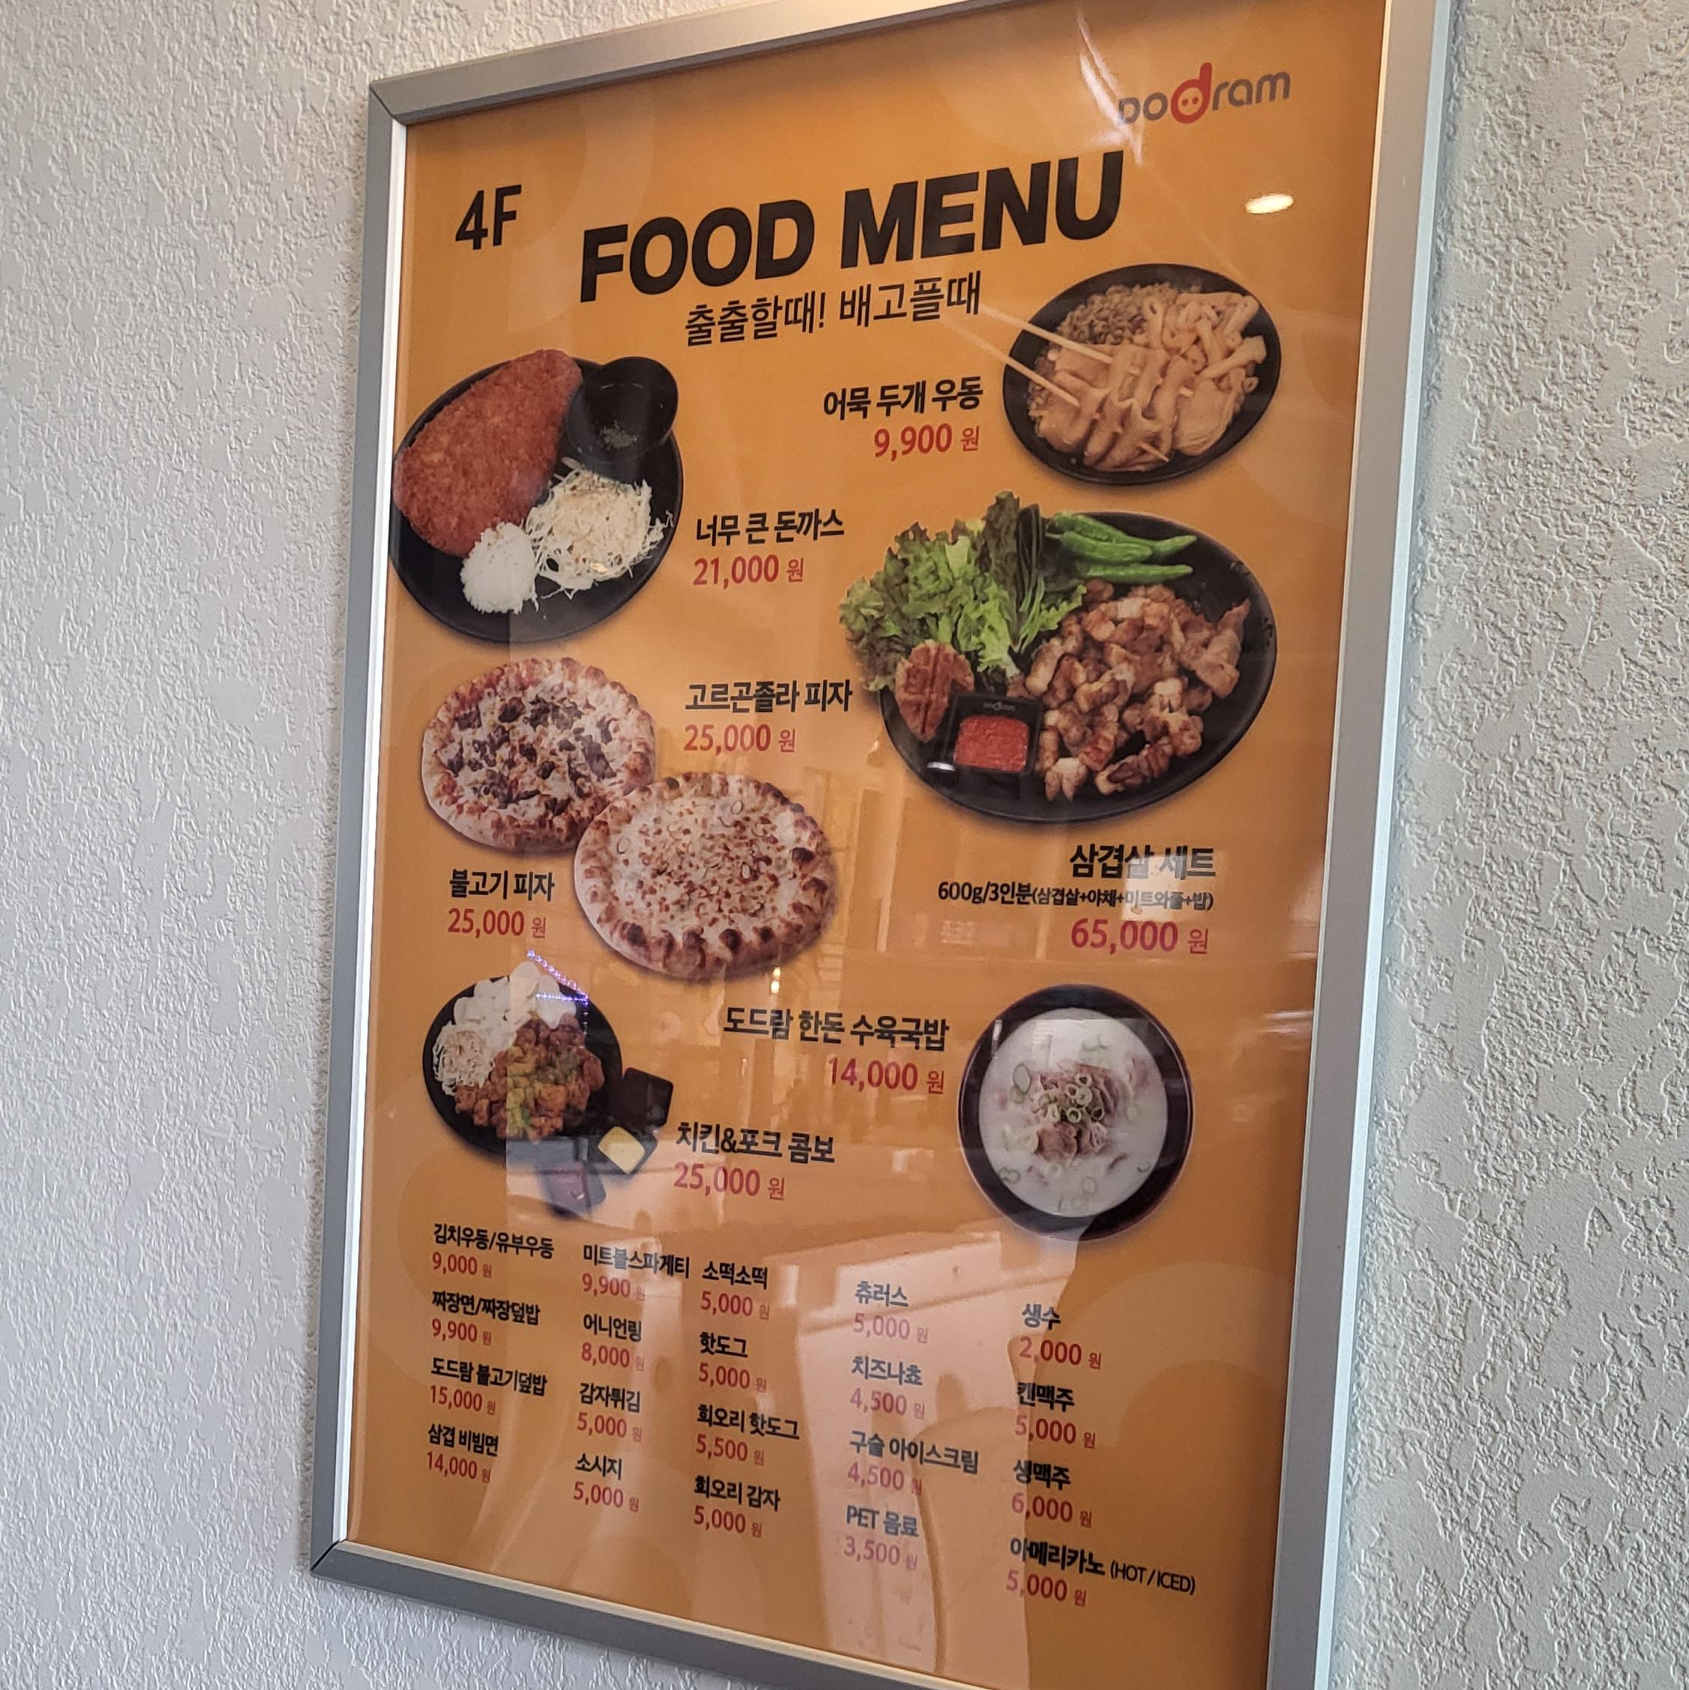 dodram
4F
FOOD MENU
출출할때! 배고플때
어묵 두개 우동
9,900 원
너무 큰 돈까스
21,000 원
고르곤졸라 피자
25,000 원
불고기 피자
25,000 원
삼겹살 세트
600g/3인분(삼겹살+야채+미트와플+밥)
65,000 원
도드람 한돈 수육국밥
14,000 원
치킨&포크 콤보
25,000 원
김치우동/유부우동
9,000 원
짜장면/짜장덮밥
9,900 원
도드람 불고기덮밥
15,000 원
삼겹 비빔면
14,000 원
미트볼스파게티
9,900 원
어니언링
8,000 원
감자튀김
5,000 원
소시지
5,000 원
소떡소떡
5,000 원
핫도그
5,000 원
회오리 핫도그
5,500 원
회오리 감자
5,000 원
츄러스
5,000 원
치즈나쵸
4,500 원
구슬 아이스크림
4,500 원
PET 음료
3,500 원
생수
2,000 원
캔맥주
5,000 원
생맥주
6,000 원
아메리카노 (HOT/ICED)
5,000 원